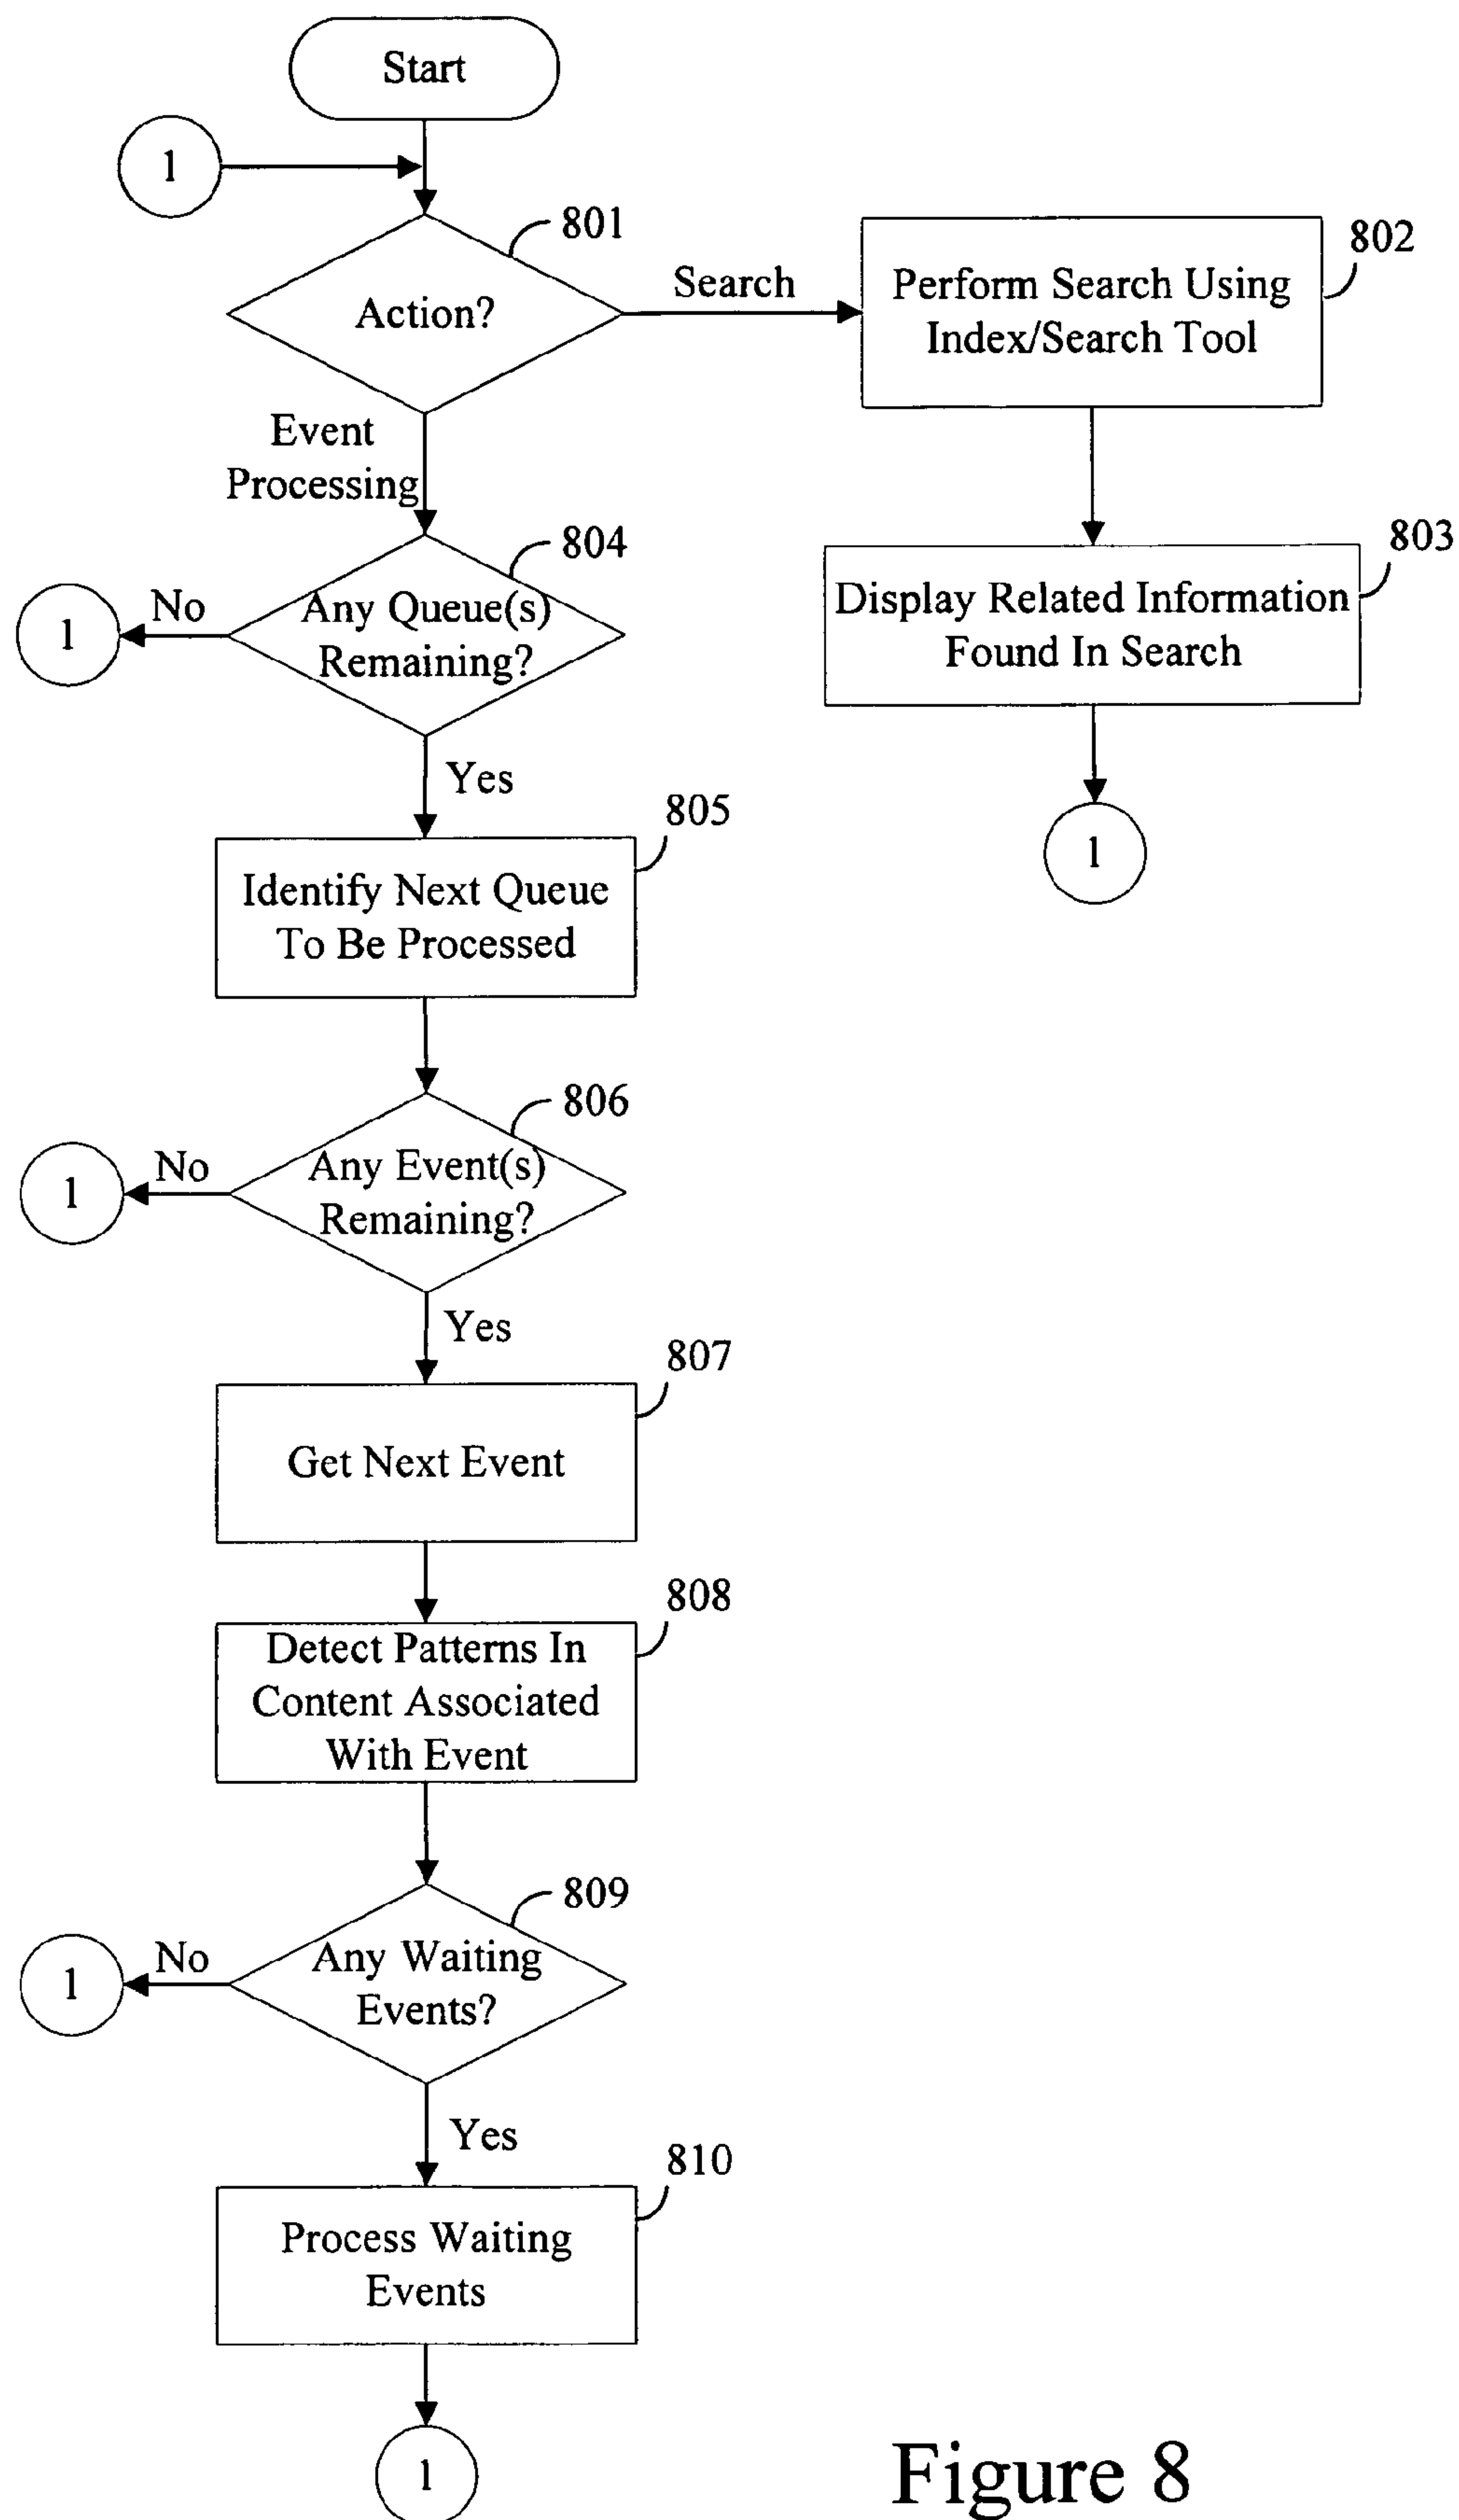 Start
1
801
Action?
Search
802
Perform Search Using
Index/Search Tool
Event
Processing
803
Display Related Information
Found In Search
1
804
Any Queue(s)
Remaining?
No
1
Yes
805
Identify Next Queue
To Be Processed
806
Any Event(s)
Remaining?
No
1
Yes
807
Get Next Event
808
Detect Patterns In
Content Associated
With Event
809
Any Waiting
Events?
No
1
Yes
810
Process Waiting
Events
1
Figure 8